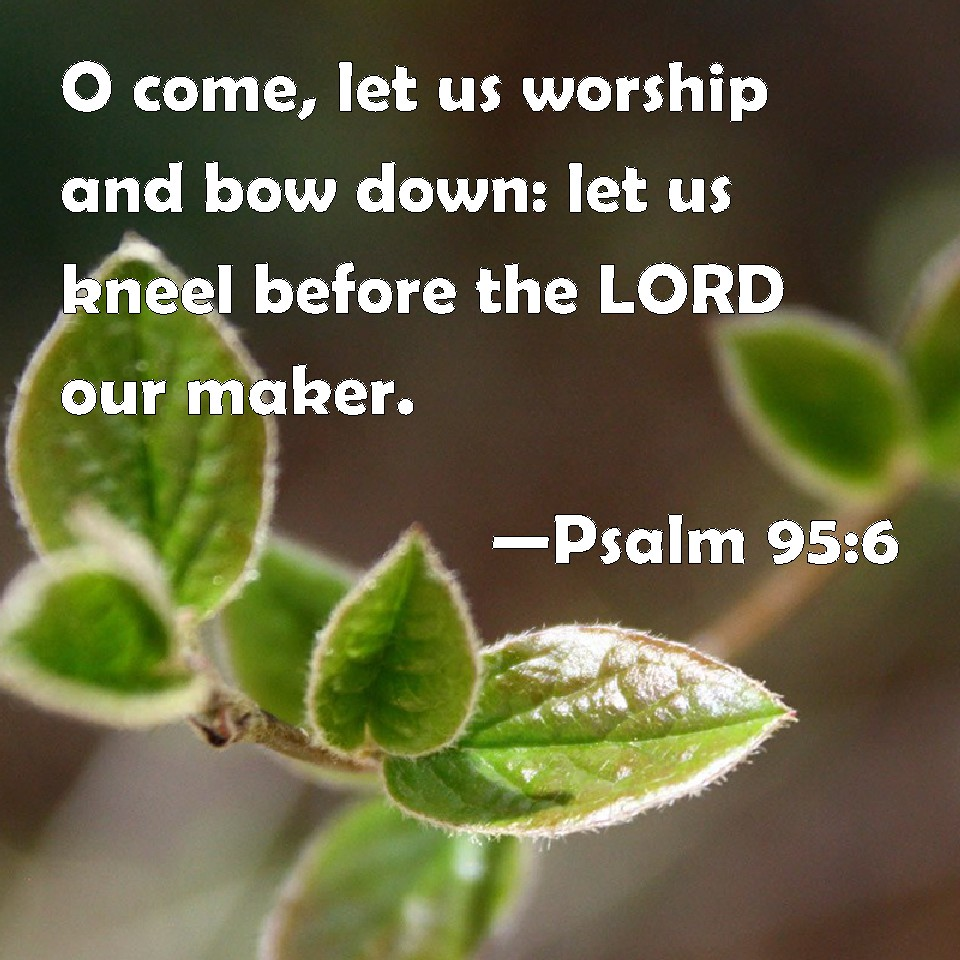 O come, let us worship
and bow down: let us
kneel before the LORD
our maker.
—Psalm 95:6